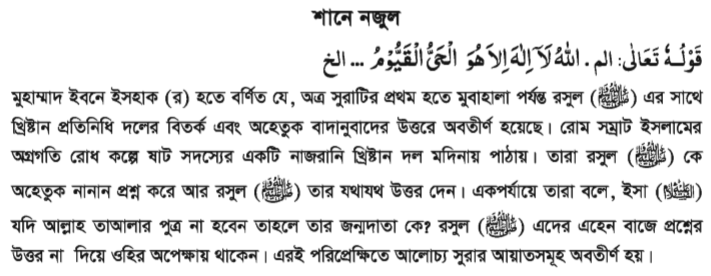 শানে নজুল
قَوْلُهُ تَعَالٰى: الم . اللهُ لَآ اِلٰهَ اِلَّا هُوَ الْحَىُّ الْقَيُّوْمُ ... الخ
মুহাম্মাদ ইবনে ইসহাক (র) হতে বর্ণিত যে, অত্র সুরাটির প্রথম হতে মুবাহালা পর্যন্ত রসুল (ﷺ) এর সাথে
খ্রিষ্টান প্রতিনিধি দলের বিতর্ক এবং অহেতুক বাদানুবাদের উত্তরে অবতীর্ণ হয়েছে। রোম সম্রাট ইসলামের
অগ্রগতি রোধ কল্পে ষাট সদস্যের একটি নাজরানি খ্রিষ্টান দল মদিনায় পাঠায়। তারা রসুল (ﷺ) কে
অহেতুক নানান প্রশ্ন করে আর রসুল (ﷺ) তার যথাযথ উত্তর দেন। একপর্যায়ে তারা বলে, ইসা (عليه السلام)
যদি আল্লাহ তাআলার পুত্র না হবেন তাহলে তার জন্মদাতা কে? রসুল (ﷺ) এদের এহেন বাজে প্রশ্নের
উত্তর না দিয়ে ওহির অপেক্ষায় থাকেন। এরই পরিপ্রেক্ষিতে আলোচ্য সুরার আয়াতসমূহ অবতীর্ণ হয়।